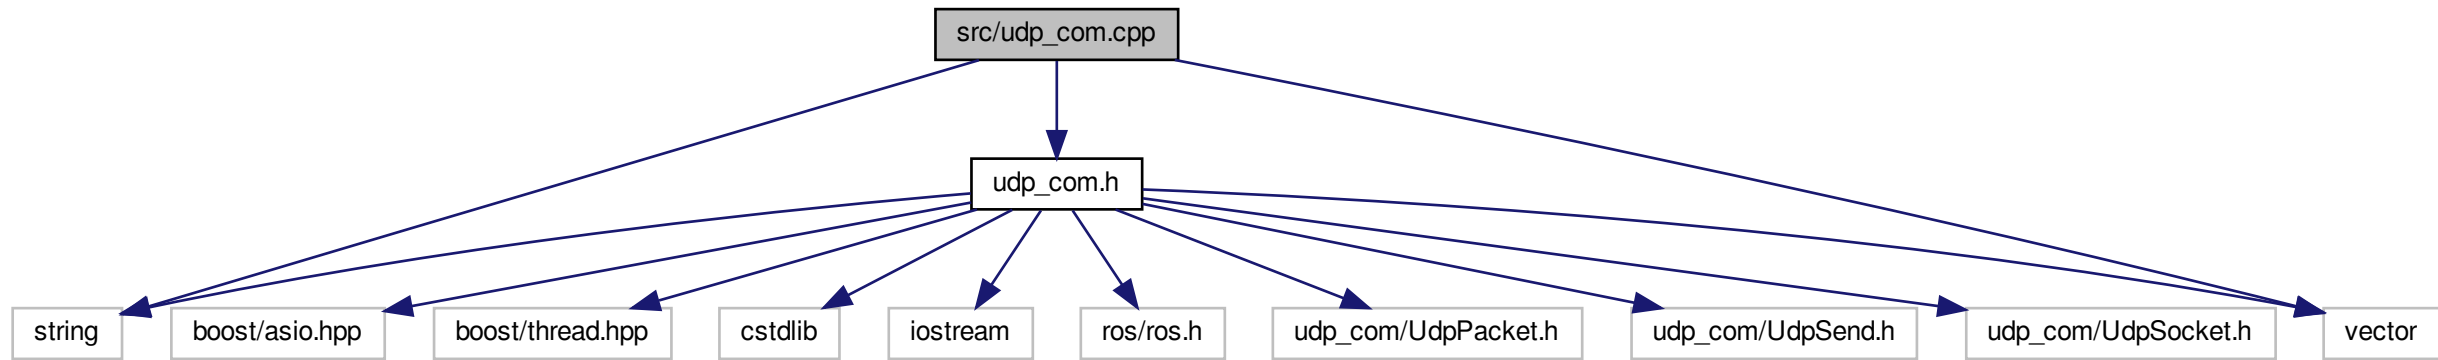 src/udp_com.cpp
udp_com.h
string
boost/asio.hpp
boost/thread.hpp
cstdlib
iostream
ros/ros.h
udp_com/UdpPacket.h
udp_com/UdpSend.h
udp_com/UdpSocket.h
vector